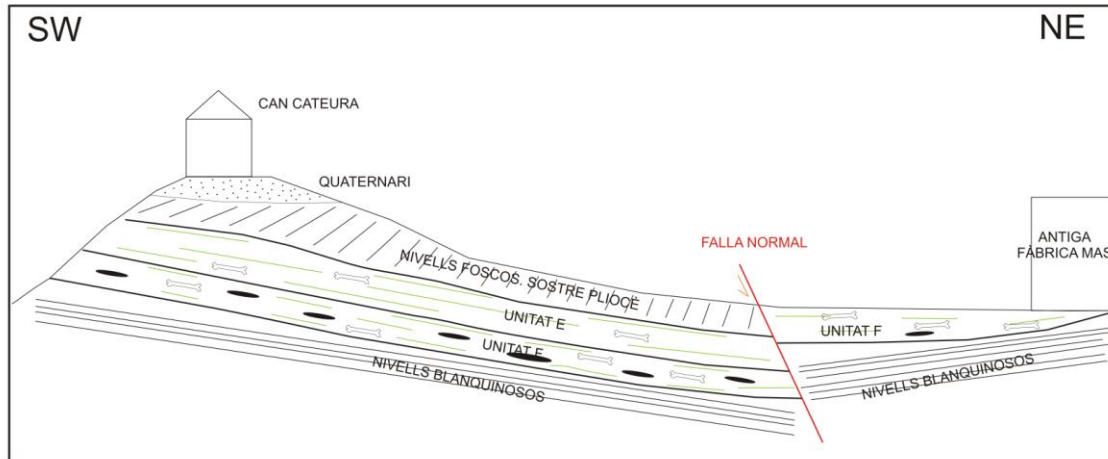 SW
NE
CAN CATEURA
QUATERNARI
FALLA NORMAL
ANTIGA
FÀBRICA MAS
NIVELLS FOSCOS. SOSTRE PLIOCÈ
UNITAT E
UNITAT F
UNITAT F
NIVELLS BLANQUINOSOS
NIVELLS BLANQUINOSOS